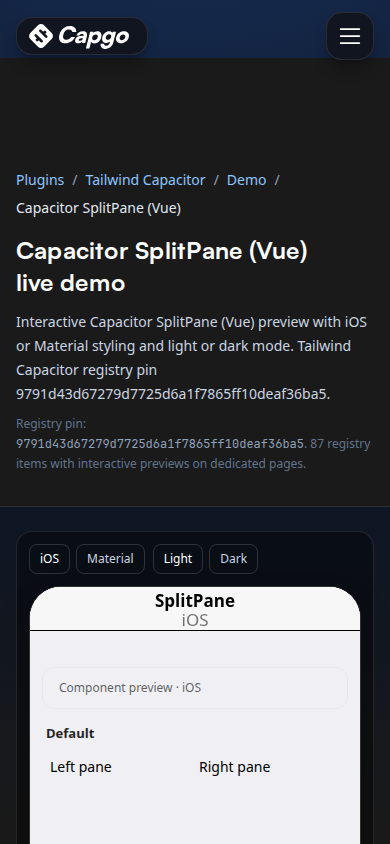 Capgo
Plugins / Tailwind Capacitor / Demo /
Capacitor SplitPane (Vue)
Capacitor SplitPane (Vue)
live demo
Interactive Capacitor SplitPane (Vue) preview with iOS
or Material styling and light or dark mode. Tailwind
Capacitor registry pin
9791d43d67279d7725d6a1f7865ff10deaf36ba5.
Registry pin:
9791d43d67279d7725d6a1f7865ff10deaf36ba5. 87 registry
items with interactive previews on dedicated pages.
iOS Material Light Dark
SplitPane
iOS
Component preview · iOS
Default
Left pane Right pane